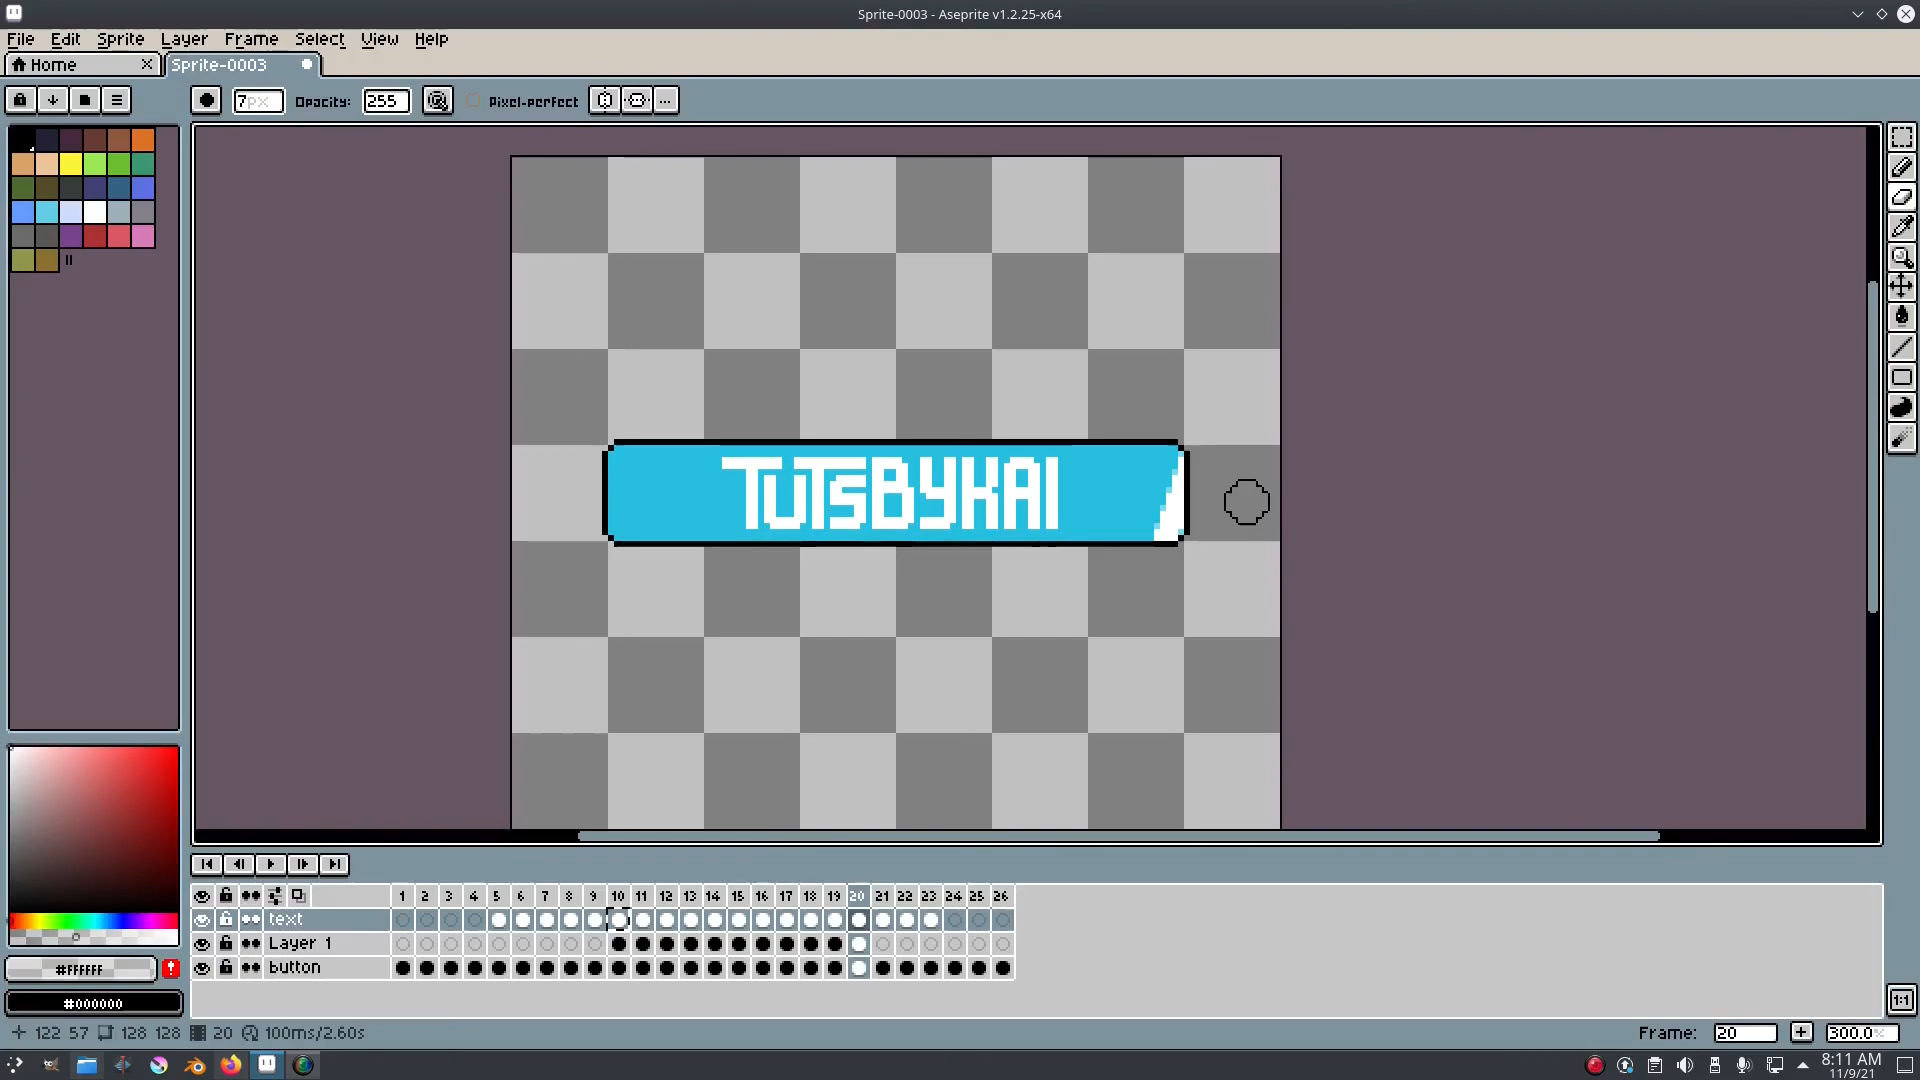 Sprite-0003 - Aseprite v1.2.25-x64
File Edit Sprite Layer Frame Select View Help
Home
Sprite-0003
7px Opacity: 255 Pixel-perfect ...
TUTSBYKAI
1 2 3 4 5 6 7 8 9 10 11 12 13 14 15 16 17 18 19 20 21 22 23 24 25 26
text
Layer 1
button
#FFFFFF !
#000000
1:1
122 57 128 128 20 100ms/2.60s Frame: 20 + 300.0%
8:11 AM
11/9/21